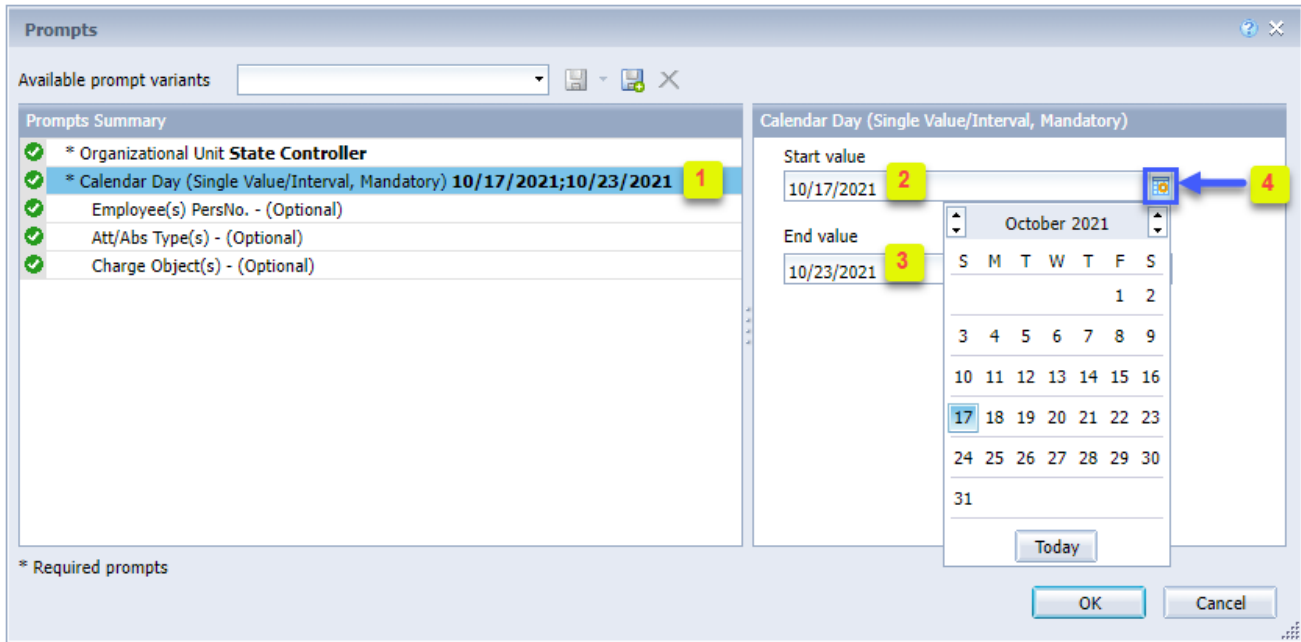 Prompts
Available prompt variants
Prompts Summary
* Organizational Unit State Controller
* Calendar Day (Single Value/Interval, Mandatory) 10/17/2021;10/23/2021 1
Employee(s) PersNo. - (Optional)
Att/Abs Type(s) - (Optional)
Charge Object(s) - (Optional)
* Required prompts
Calendar Day (Single Value/Interval, Mandatory)
Start value
10/17/2021 2 4
End value
10/23/2021 3
October 2021
S M T W T F S
1 2
3 4 5 6 7 8 9
10 11 12 13 14 15 16
17 18 19 20 21 22 23
24 25 26 27 28 29 30
31
Today
OK Cancel